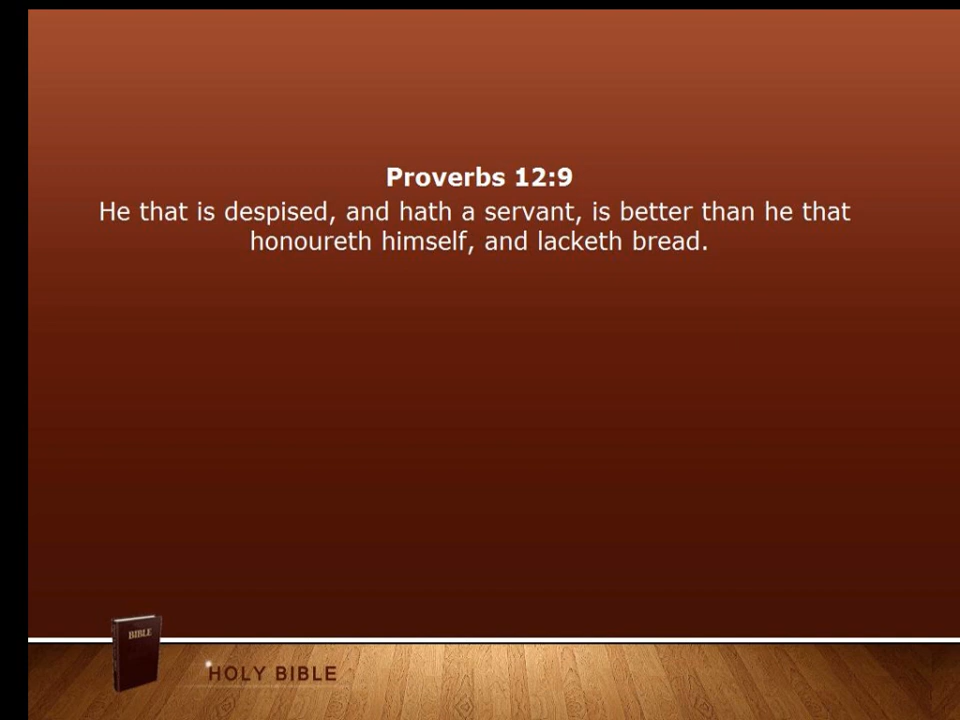 Proverbs 12:9
He that is despised, and hath a servant, is better than he that
honoureth himself, and lacketh bread.
BIBLE
HOLY BIBLE